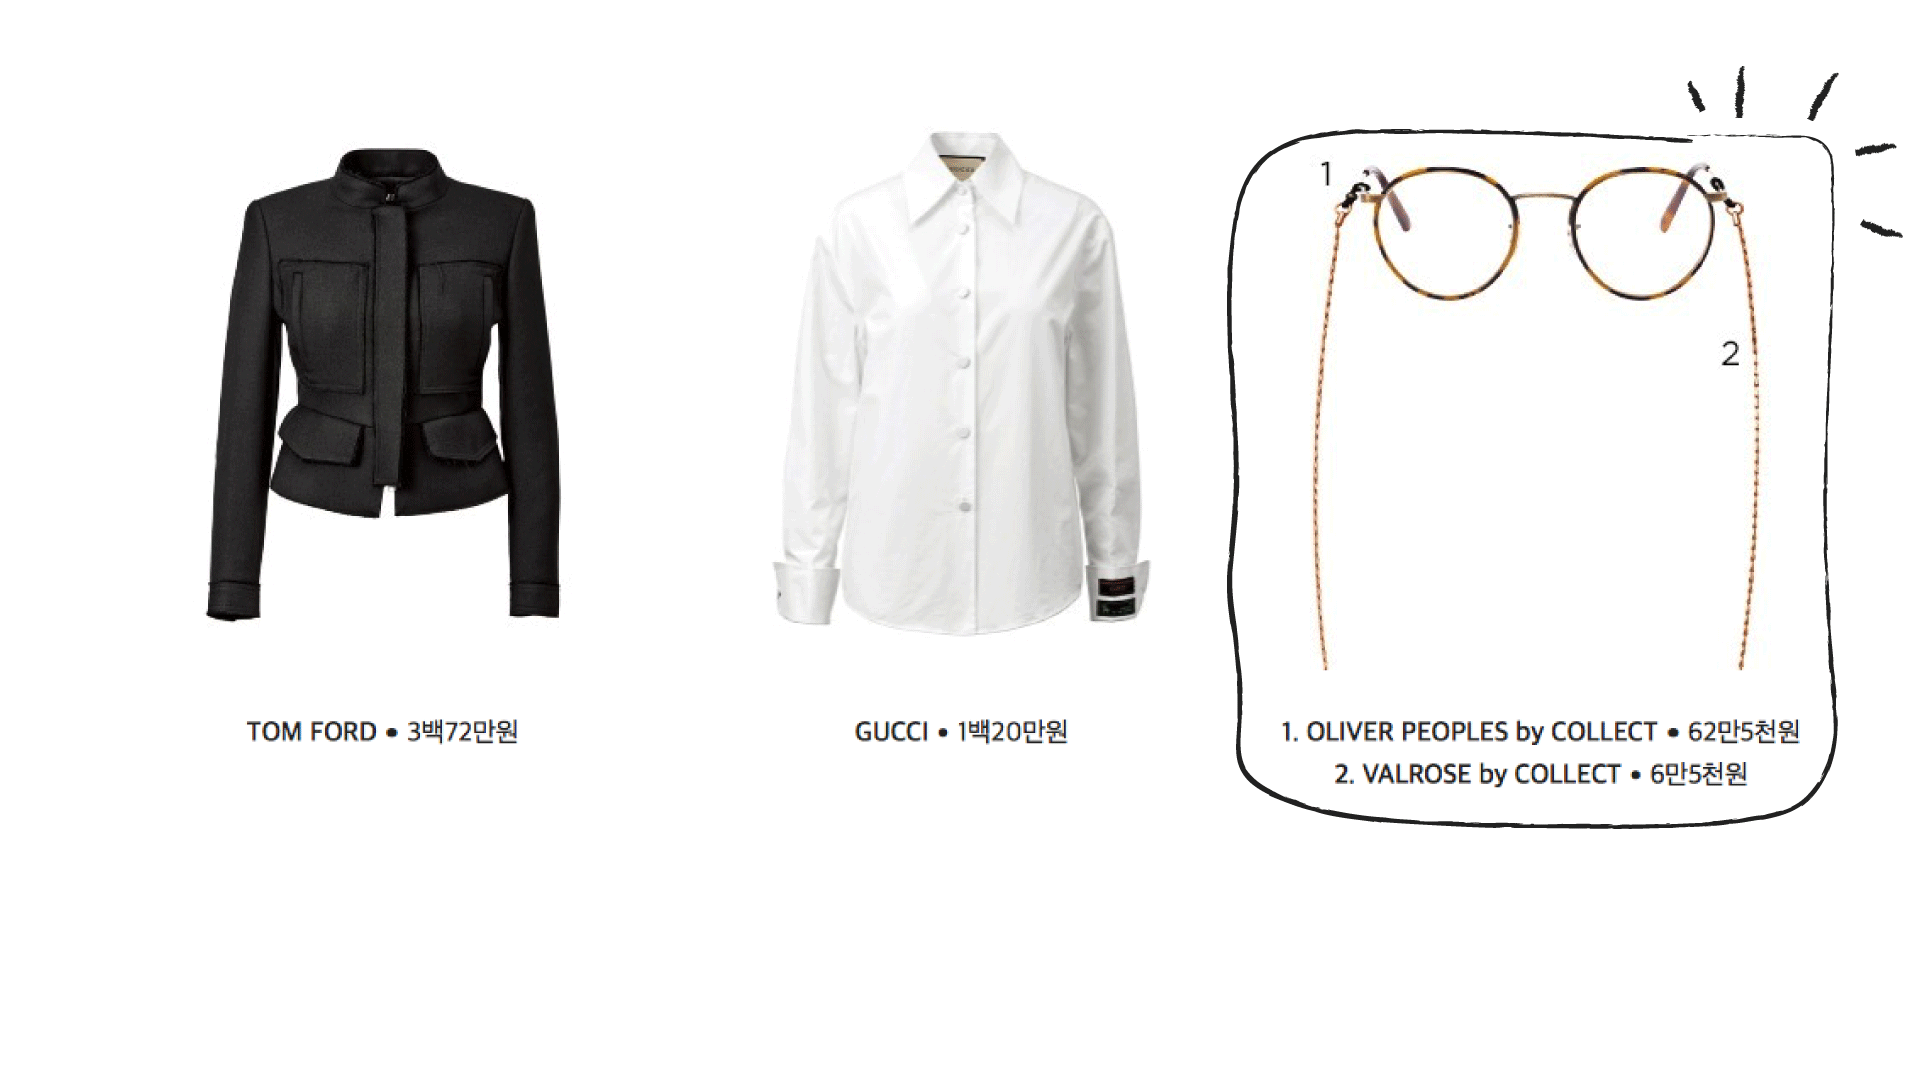 1
2
TOM FORD • 3백72만원
GUCCI • 1백20만원
1. OLIVER PEOPLES by COLLECT • 62만5천원
2. VALROSE by COLLECT • 6만5천원